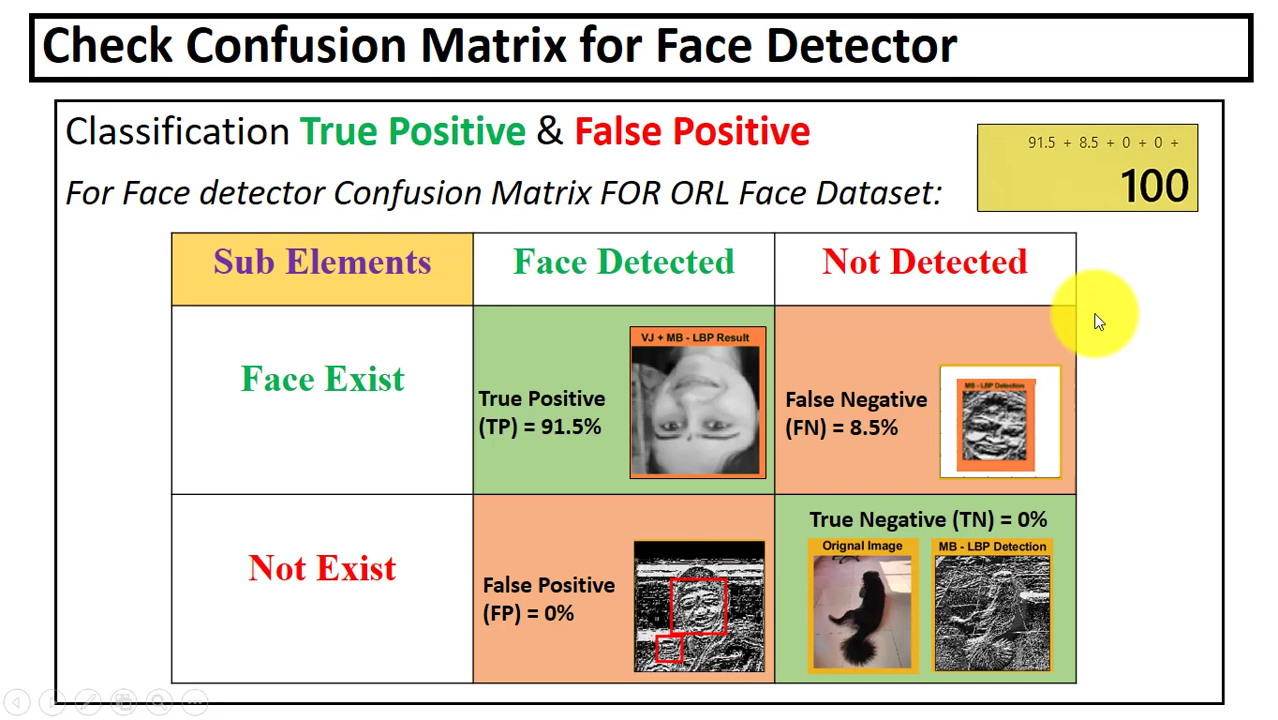 Check Confusion Matrix for Face Detector
Classification True Positive & False Positive
91.5 + 8.5 + 0 + 0 +
100
For Face detector Confusion Matrix FOR ORL Face Dataset:
Sub Elements
Face Detected
Not Detected
Face Exist
True Positive
(TP) = 91.5%
VJ + MB - LBP Result
False Negative
(FN) = 8.5%
MB - LBP Detection
Not Exist
False Positive
(FP) = 0%
True Negative (TN) = 0%
Orignal Image
MB - LBP Detection